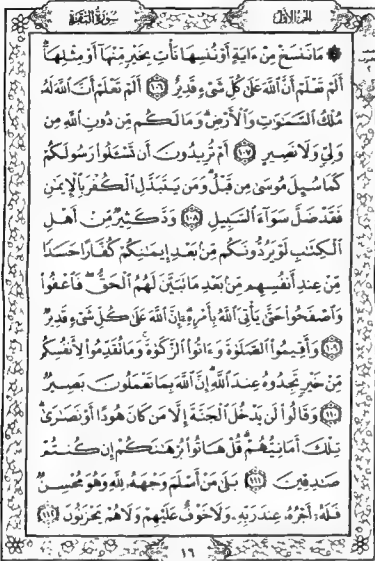 الجزء الأول
سورة البقرة
۞ مَا نَنسَخْ مِنْ ءَايَةٍ أَوْ نُنسِهَا نَأْتِ بِخَيْرٍ مِّنْهَآ أَوْ مِثْلِهَآ ۗ
أَلَمْ تَعْلَمْ أَنَّ ٱللَّهَ عَلَىٰ كُلِّ شَىْءٍ قَدِيرٌ ١٠٦ أَلَمْ تَعْلَمْ أَنَّ ٱللَّهَ لَهُۥ
مُلْكُ ٱلسَّمَٰوَٰتِ وَٱلْأَرْضِ ۗ وَمَا لَكُم مِّن دُونِ ٱللَّهِ مِن
وَلِىٍّ وَلَا نَصِيرٍ ١٠٧ أَمْ تُرِيدُونَ أَن تَسْـَٔلُوا۟ رَسُولَكُمْ
كَمَا سُئِلَ مُوسَىٰ مِن قَبْلُ ۗ وَمَن يَتَبَدَّلِ ٱلْكُفْرَ بِٱلْإِيمَٰنِ
فَقَدْ ضَلَّ سَوَآءَ ٱلسَّبِيلِ ١٠٨ وَدَّ كَثِيرٌ مِّنْ أَهْلِ
ٱلْكِتَٰبِ لَوْ يَرُدُّونَكُم مِّنۢ بَعْدِ إِيمَٰنِكُمْ كُفَّارًا حَسَدًا
مِّنْ عِندِ أَنفُسِهِم مِّنۢ بَعْدِ مَا تَبَيَّنَ لَهُمُ ٱلْحَقُّ ۖ فَٱعْفُوا۟
وَٱصْفَحُوا۟ حَتَّىٰ يَأْتِىَ ٱللَّهُ بِأَمْرِهِۦٓ ۗ إِنَّ ٱللَّهَ عَلَىٰ كُلِّ شَىْءٍ قَدِيرٌ
١٠٩ وَأَقِيمُوا۟ ٱلصَّلَوٰةَ وَءَاتُوا۟ ٱلزَّكَوٰةَ ۚ وَمَا تُقَدِّمُوا۟ لِأَنفُسِكُم
مِّنْ خَيْرٍ تَجِدُوهُ عِندَ ٱللَّهِ ۗ إِنَّ ٱللَّهَ بِمَا تَعْمَلُونَ بَصِيرٌ
١١٠ وَقَالُوا۟ لَن يَدْخُلَ ٱلْجَنَّةَ إِلَّا مَن كَانَ هُودًا أَوْ نَصَٰرَىٰ ۗ
تِلْكَ أَمَانِيُّهُمْ ۗ قُلْ هَاتُوا۟ بُرْهَٰنَكُمْ إِن كُنتُمْ
صَٰدِقِينَ ١١١ بَلَىٰ مَنْ أَسْلَمَ وَجْهَهُۥ لِلَّهِ وَهُوَ مُحْسِنٌ
فَلَهُۥٓ أَجْرُهُۥ عِندَ رَبِّهِۦ وَلَا خَوْفٌ عَلَيْهِمْ وَلَا هُمْ يَحْزَنُونَ ١١٢
١٦